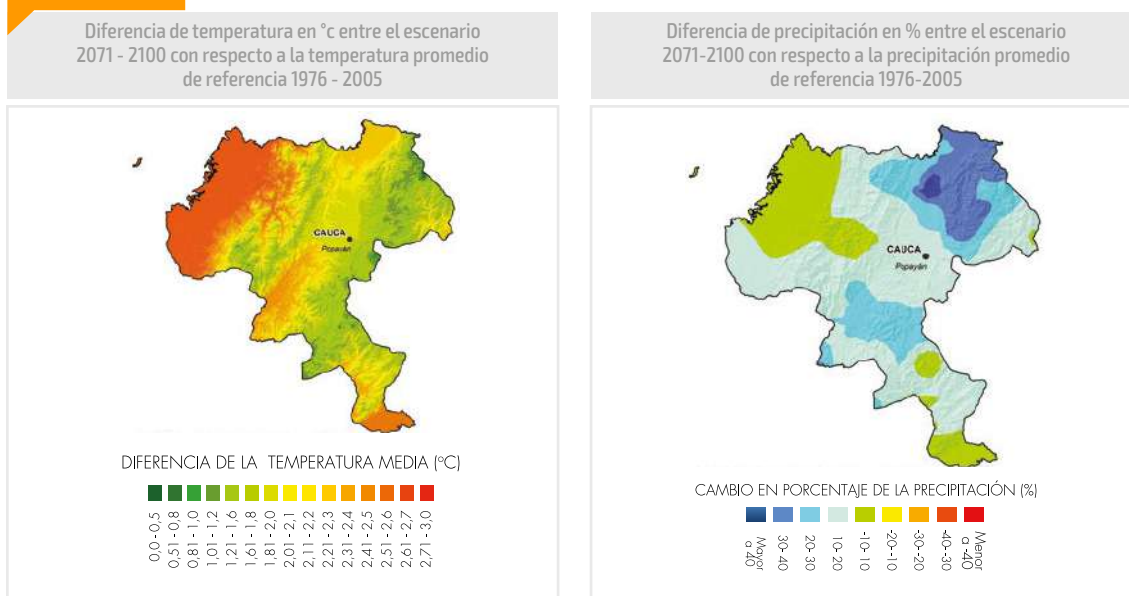 Diferencia de temperatura en °c entre el escenario
2071 - 2100 con respecto a la temperatura promedio
de referencia 1976 - 2005
CAUCA
Popayán
DIFERENCIA DE LA TEMPERATURA MEDIA (ºC)
0,0 - 0,5
0,51 - 0,8
0,81 - 1,0
1,01 - 1,2
1,21 - 1,6
1,61 - 1,8
1,81 - 2,0
2,01 - 2,1
2,11 - 2,2
2,21 - 2,3
2,31 - 2,4
2,41 - 2,5
2,51 - 2,6
2,61 - 2,7
2,71 - 3,0
Diferencia de precipitación en % entre el escenario
2071-2100 con respecto a la precipitación promedio
de referencia 1976-2005
CAUCA
Popayán
CAMBIO EN PORCENTAJE DE LA PRECIPITACIÓN (%)
Mayor
a 40
30- 40
20- 30
10- 20
-10- 10
-20--10
-30--20
-40--30
Menor
a -40